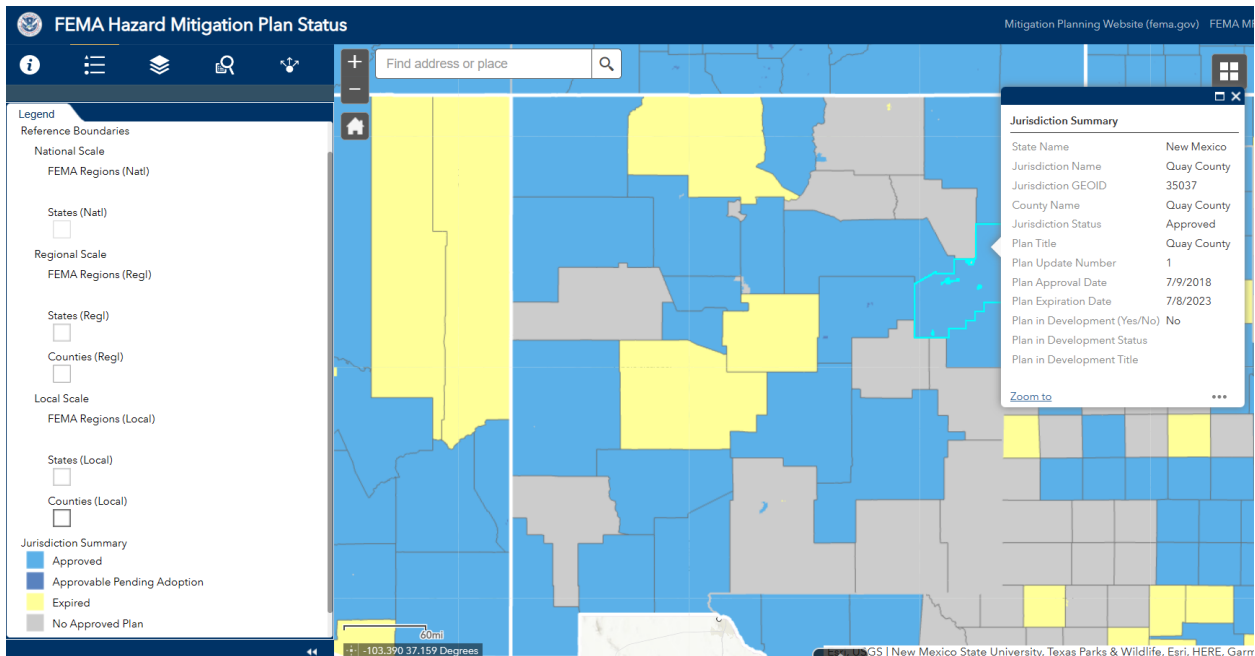 FEMA Hazard Mitigation Plan Status
Mitigation Planning Website (fema.gov) FEMA
Find address or place
Legend
Reference Boundaries
National Scale
FEMA Regions (Natl)
States (Natl)
Regional Scale
FEMA Regions (Regl)
States (Regl)
Counties (Regl)
Local Scale
FEMA Regions (Local)
States (Local)
Counties (Local)
Jurisdiction Summary
Approved
Approvable Pending Adoption
Expired
No Approved Plan
Jurisdiction Summary
State Name New Mexico
Jurisdiction Name Quay County
Jurisdiction GEOID 35037
County Name Quay County
Jurisdiction Status Approved
Plan Title Quay County
Plan Update Number 1
Plan Approval Date 7/9/2018
Plan Expiration Date 7/8/2023
Plan in Development (Yes/No) No
Plan in Development Status
Plan in Development Title
Zoom to
60mi
-103.390 37.159 Degrees
USGS | New Mexico State University, Texas Parks & Wildlife, Esri, HERE, Garm